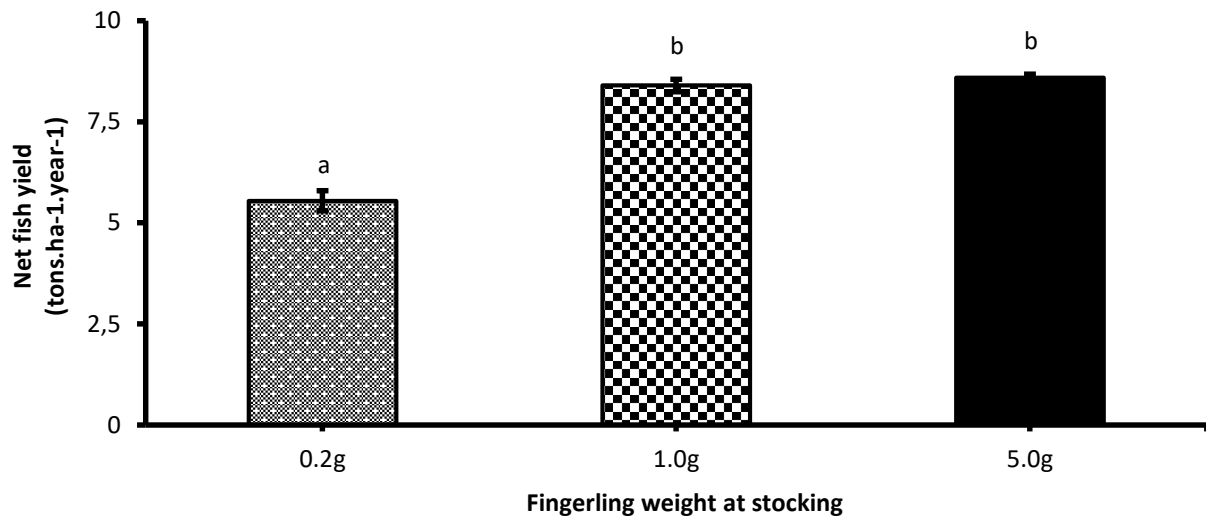 Net fish yield
(tons.ha-1.year-1)
10
7,5
5
2,5
0
a
b
b
0.2g
1.0g
5.0g
Fingerling weight at stocking